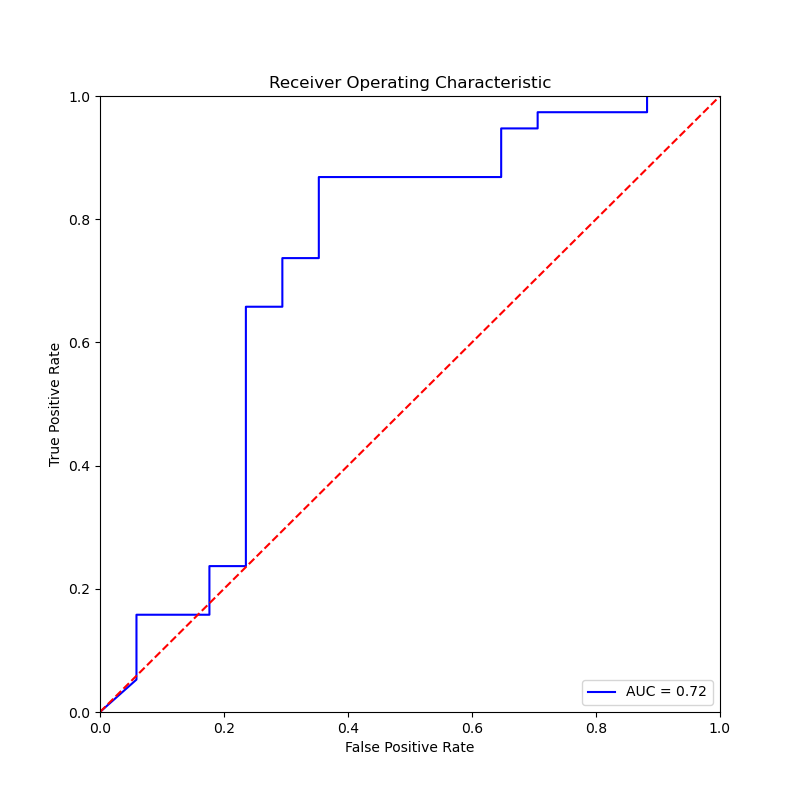 Receiver Operating Characteristic
1.0
0.8
0.6
0.4
0.2
0.0
True Positive Rate
AUC = 0.72
0.0 0.2 0.4 0.6 0.8 1.0
False Positive Rate